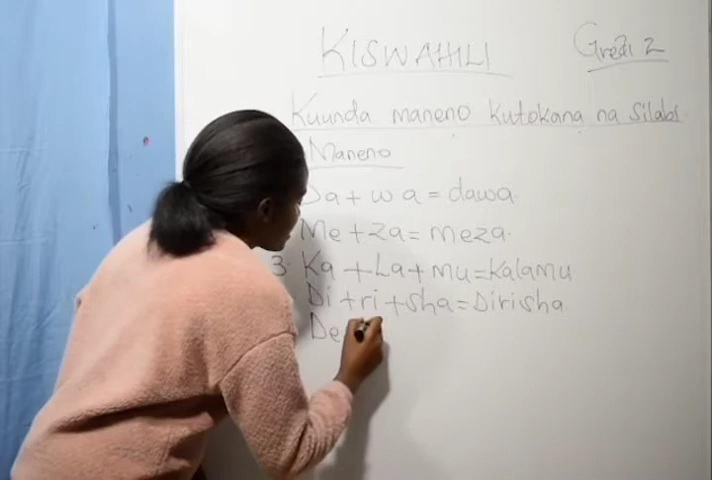 KISWAHILI
Gredi 2
Kuunda maneno kutokana na silabi
Maneno
Da + wa = dawa
Me + za = meza
3. Ka + La + mu = kalamu
Di + ri + sha = Dirisha
De